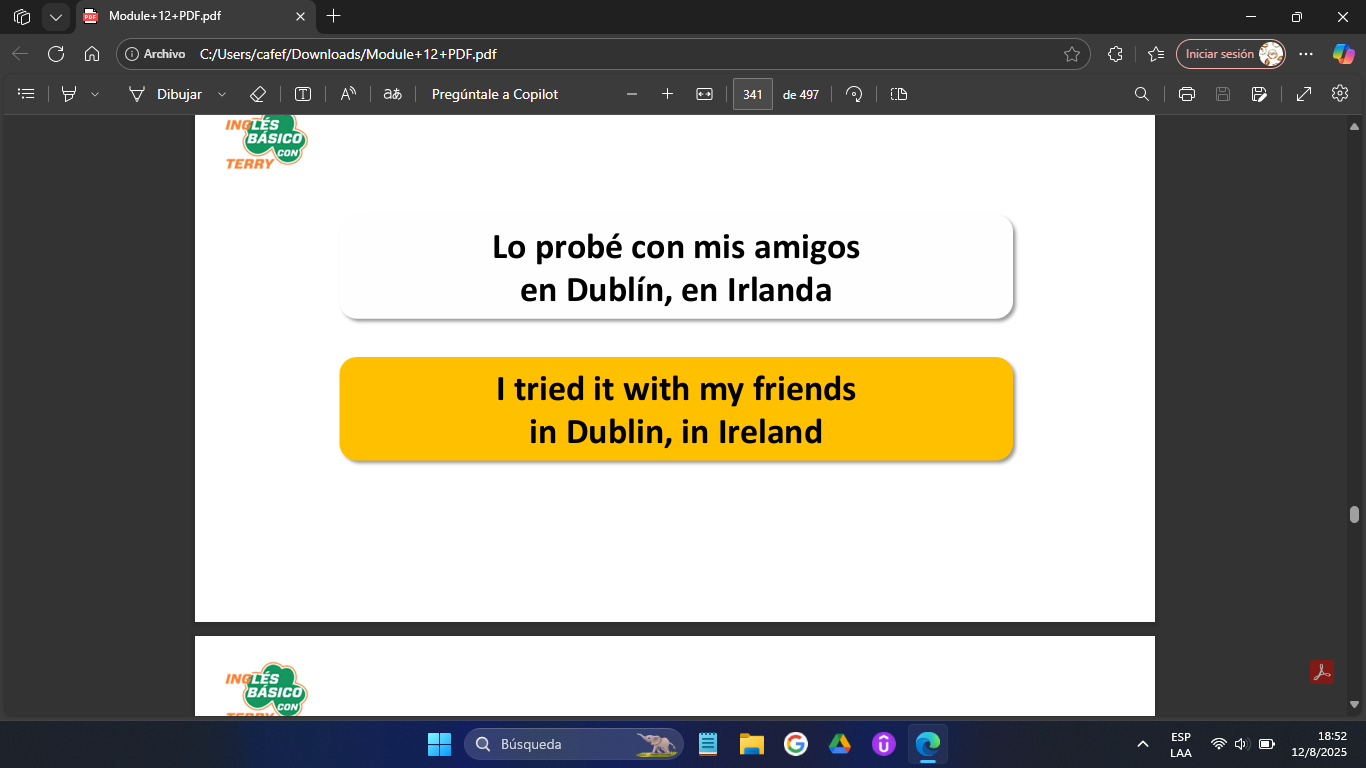 Module+12+PDF.pdf
Archivo C:/Users/cafef/Downloads/Module+12+PDF.pdf Iniciar sesión
Dibujar Pregúntale a Copilot 341 de 497
INGLÉS
BÁSICO
CON
TERRY
Lo probé con mis amigos
en Dublín, en Irlanda
I tried it with my friends
in Dublin, in Ireland
INGLÉS
BÁSICO
CON
TERRY
Búsqueda
ESP
LAA
18:52
12/8/2025